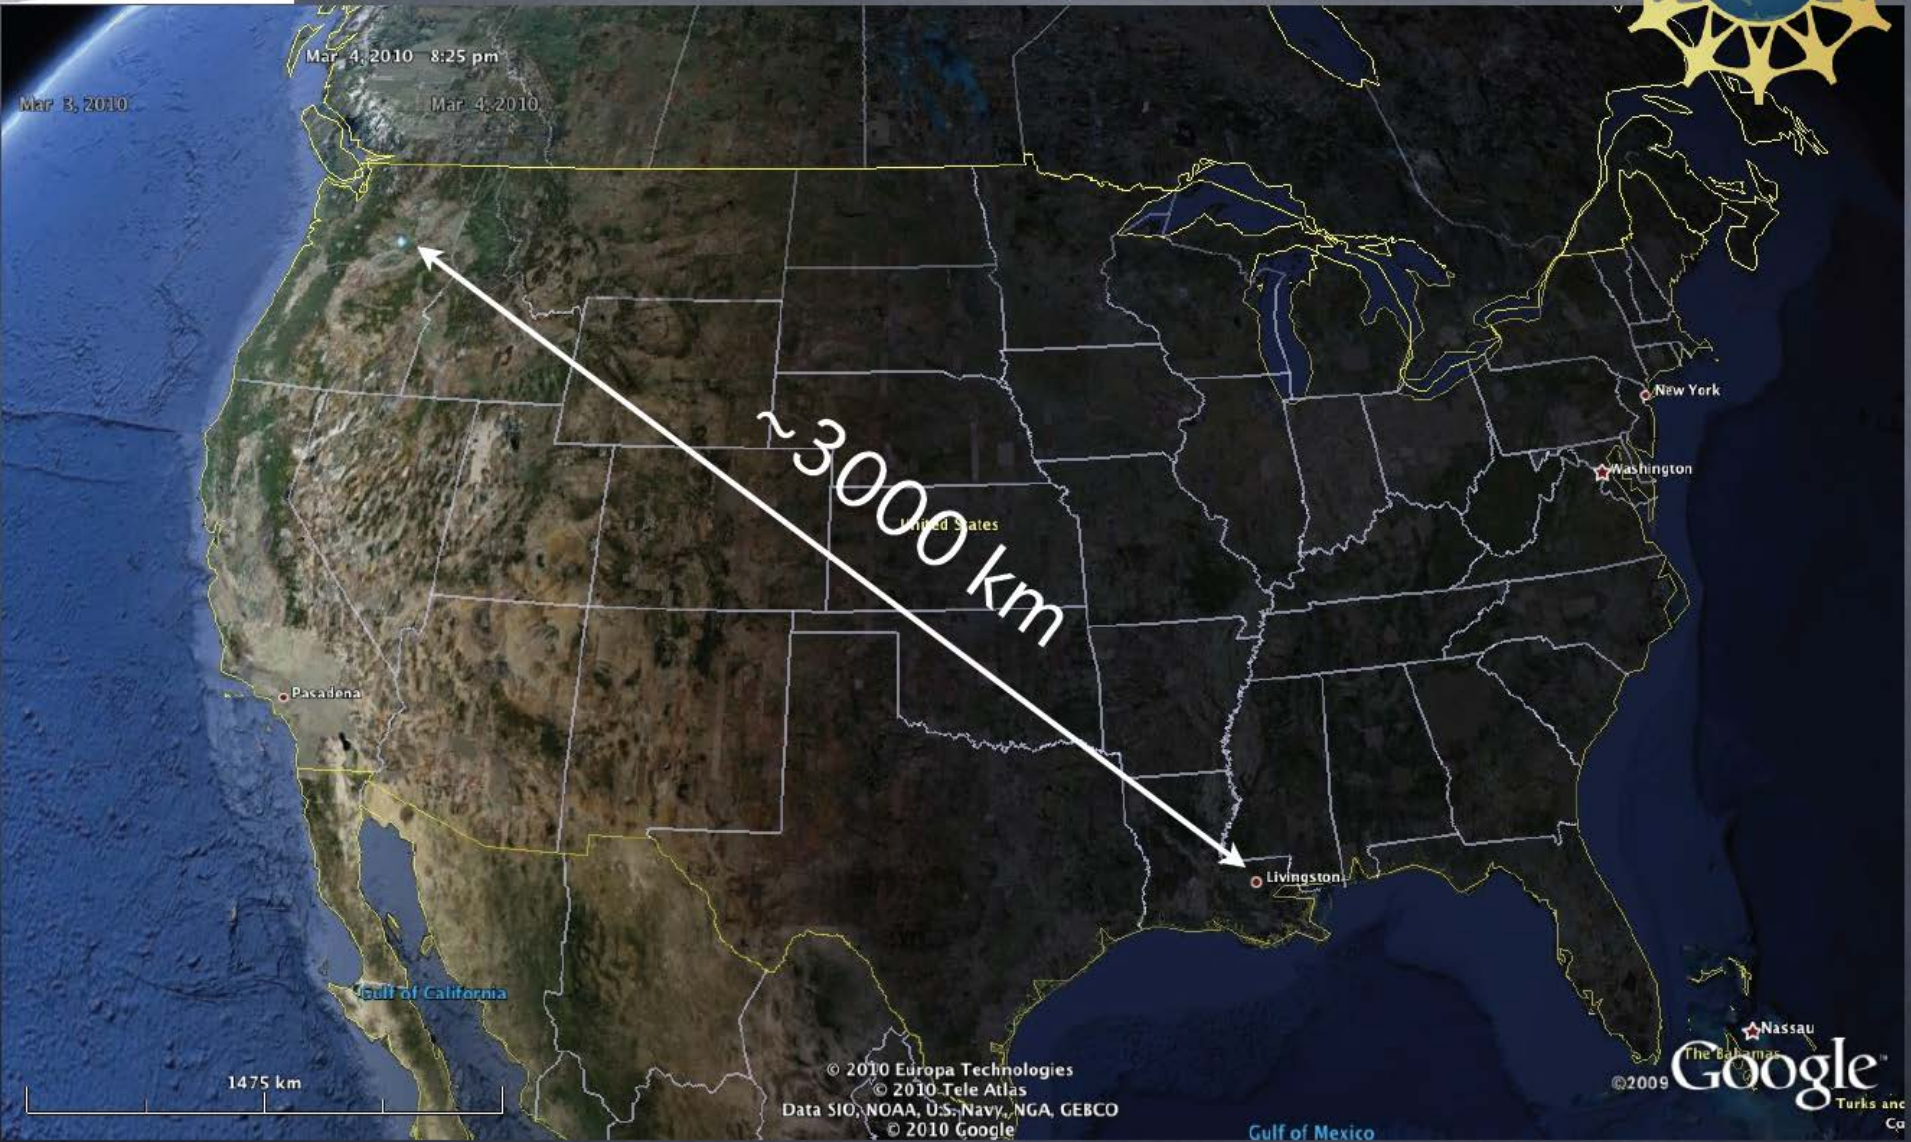 Mar 4, 2010 8:25 pm
Mar 3, 2010
Mar 4, 2010
New York
~3000 km
Washington
United States
Pasadena
Livingston
Gulf of California
Nassau
The Bahamas
1475 km
© 2010 Europa Technologies
© 2010 Tele Atlas
Data SIO, NOAA, U.S. Navy, NGA, GEBCO
© 2010 Google
©2009 Google™
Turks and
Ca
Gulf of Mexico